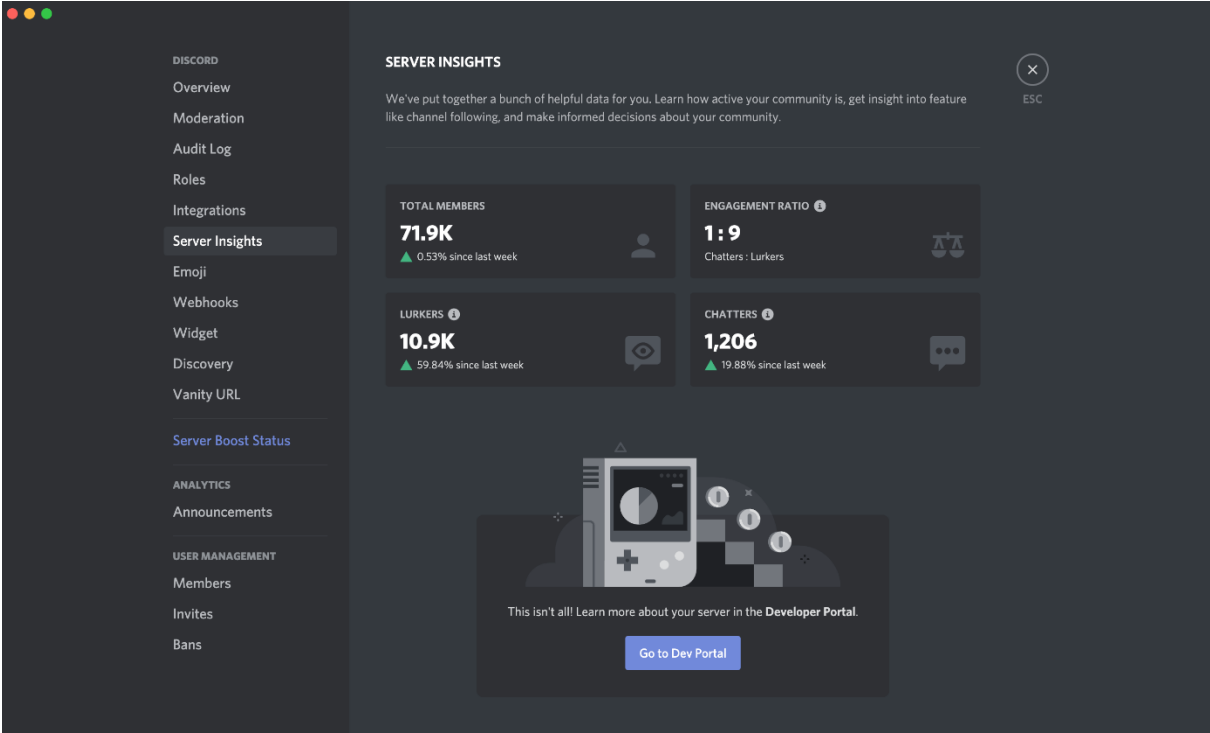 DISCORD
Overview
Moderation
Audit Log
Roles
Integrations
Server Insights
Emoji
Webhooks
Widget
Discovery
Vanity URL
Server Boost Status
ANALYTICS
Announcements
USER MANAGEMENT
Members
Invites
Bans
SERVER INSIGHTS
We've put together a bunch of helpful data for you. Learn how active your community is, get insight into feature
like channel following, and make informed decisions about your community.
ESC
TOTAL MEMBERS
71.9K
0.53% since last week
ENGAGEMENT RATIO
1 : 9
Chatters : Lurkers
LURKERS
10.9K
59.84% since last week
CHATTERS
1,206
19.88% since last week
This isn't all! Learn more about your server in the Developer Portal.
Go to Dev Portal